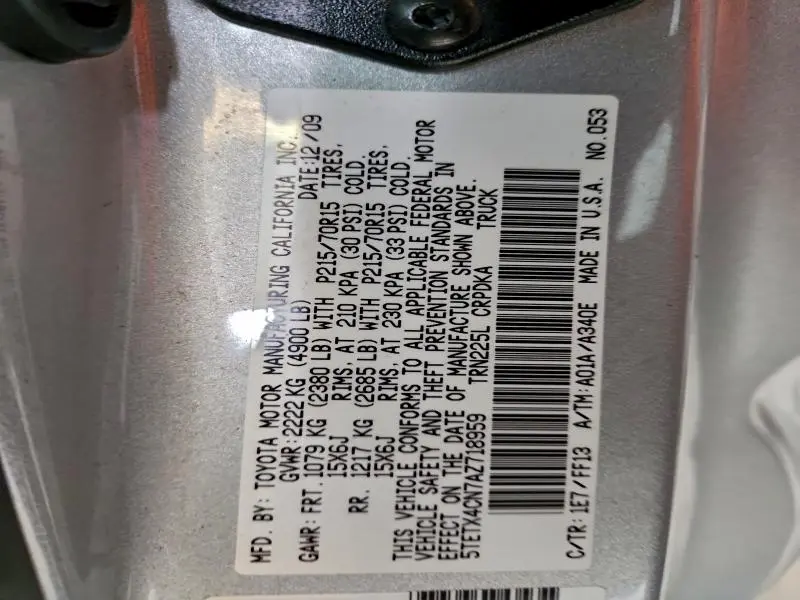 MFD. BY: TOYOTA MOTOR MANUFACTURING CALIFORNIA INC.
GVWR: 2222 KG (4900 LB) DATE: 12/09
GAWR: FRT. 1079 KG (2380 LB) WITH P215/70R15 TIRES,
15X6J RIMS, AT 210 KPA (30 PSI) COLD.
RR. 1217 KG (2685 LB) WITH P215/70R15 TIRES,
15X6J RIMS, AT 230 KPA (33 PSI) COLD.
THIS VEHICLE CONFORMS TO ALL APPLICABLE FEDERAL MOTOR
VEHICLE SAFETY AND THEFT PREVENTION STANDARDS IN
EFFECT ON THE DATE OF MANUFACTURE SHOWN ABOVE.
5TETX4CN7AZ718959 TRN225L CRPDKA TRUCK
C/TR: 1E7/FF13 A/TM: A01A/A340E MADE IN U.S.A. NO.053